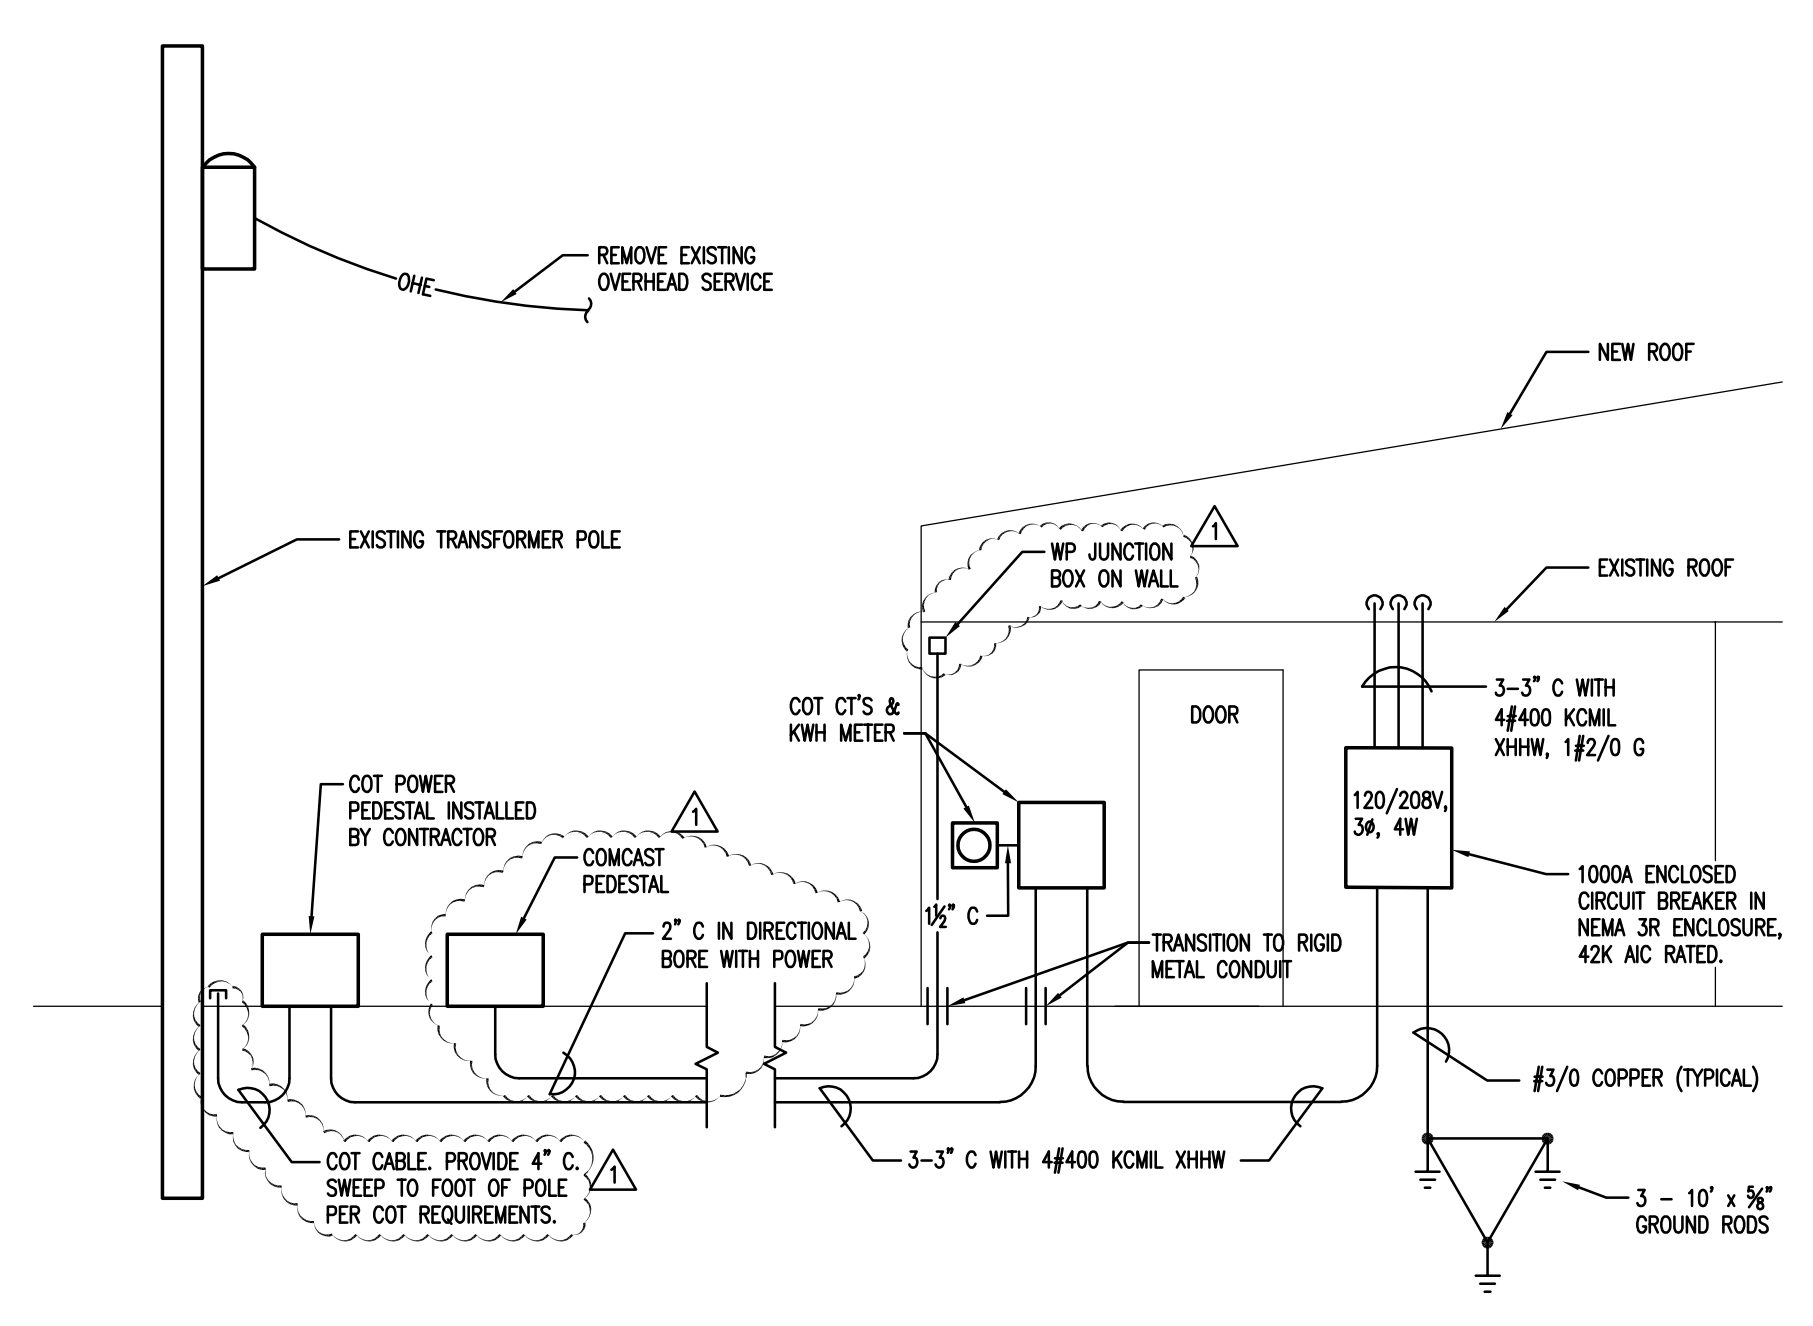 REMOVE EXISTING
OVERHEAD SERVICE
OHE
NEW ROOF
EXISTING TRANSFORMER POLE
1
WP JUNCTION
BOX ON WALL
EXISTING ROOF
3-3" C WITH
4#400 KCMIL
XHHW, 1#2/0 G
COT CT'S &
KWH METER
DOOR
COT POWER
PEDESTAL INSTALLED
BY CONTRACTOR
1
COMCAST
PEDESTAL
120/208V,
3ø, 4W
1000A ENCLOSED
CIRCUIT BREAKER IN
NEMA 3R ENCLOSURE,
42K AIC RATED.
1½" C
2" C IN DIRECTIONAL
BORE WITH POWER
TRANSITION TO RIGID
METAL CONDUIT
#3/0 COPPER (TYPICAL)
COT CABLE. PROVIDE 4" C.
SWEEP TO FOOT OF POLE
PER COT REQUIREMENTS.
1
3-3" C WITH 4#400 KCMIL XHHW
3 - 10' x ⅝"
GROUND RODS